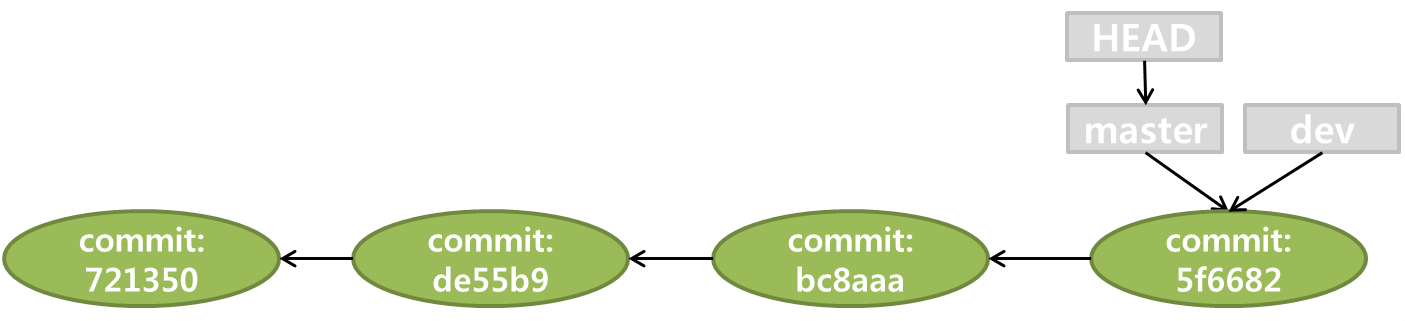 HEAD
master
dev
commit:
721350
commit:
de55b9
commit:
bc8aaa
commit:
5f6682